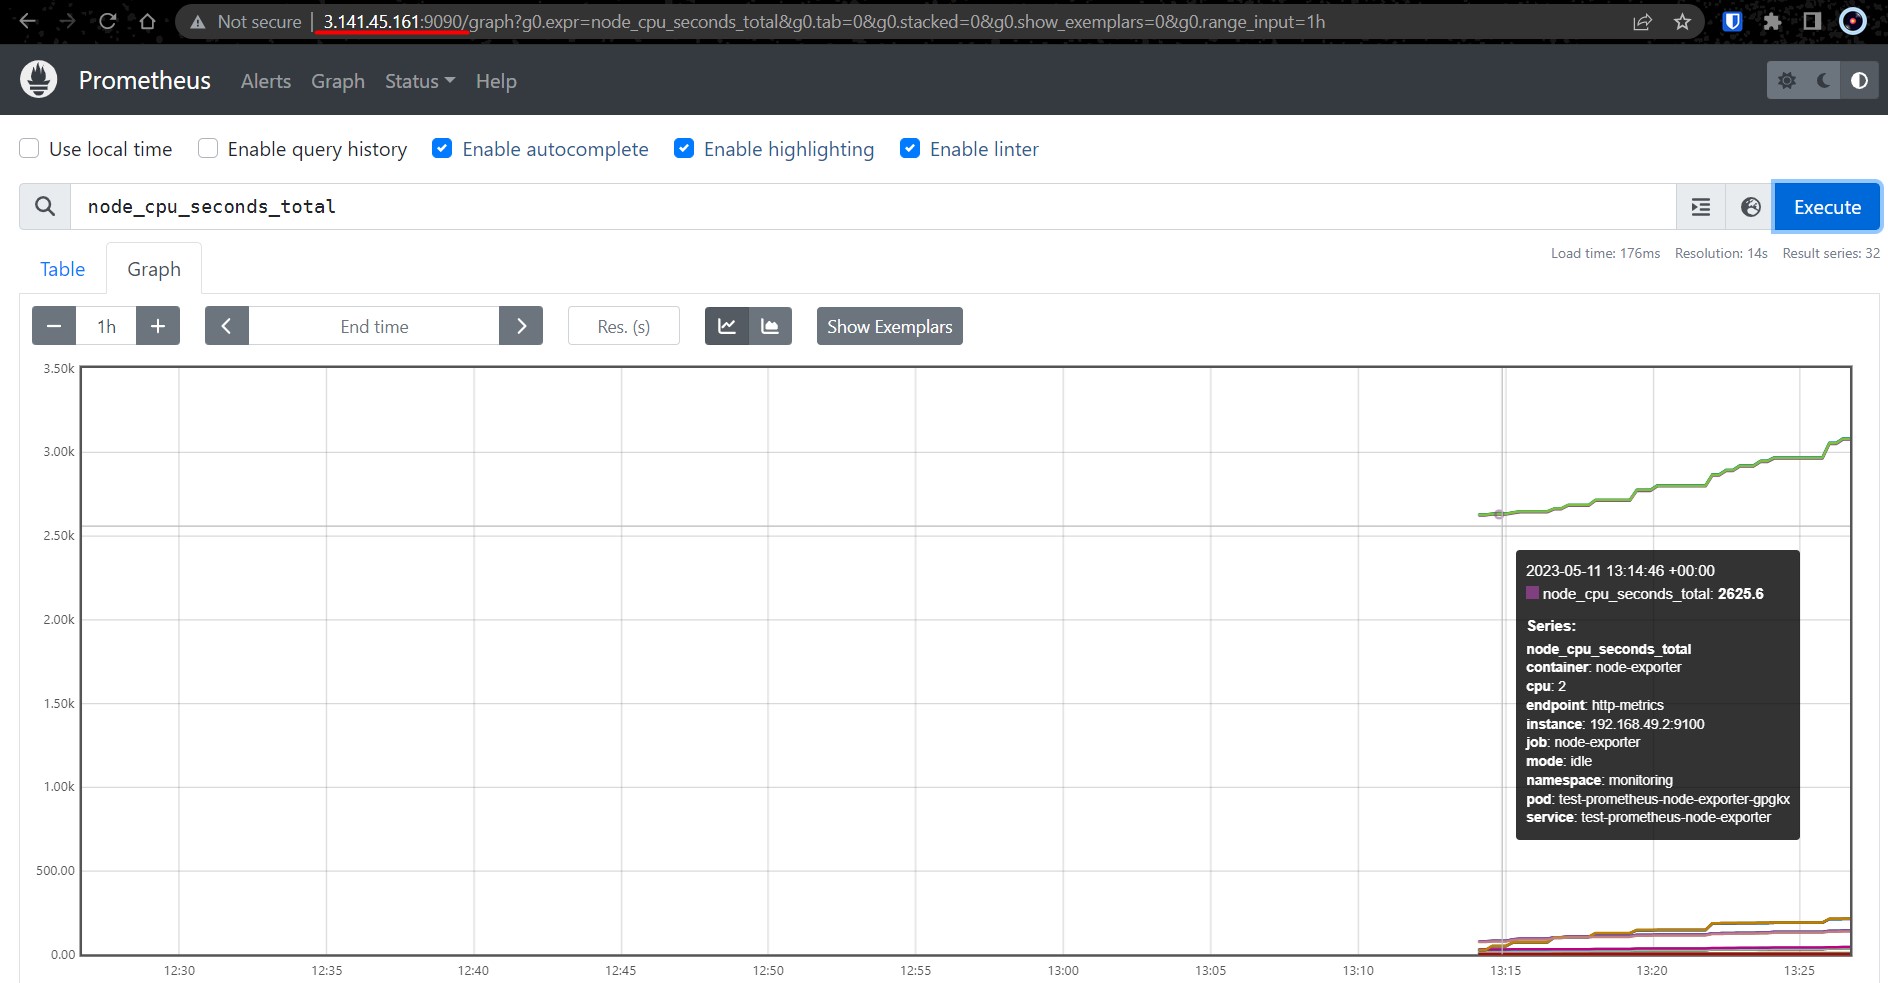 Not secure | 3.141.45.161:9090/graph?g0.expr=node_cpu_seconds_total&g0.tab=0&g0.stacked=0&g0.show_exemplars=0&g0.range_input=1h
Prometheus Alerts Graph Status Help
Use local time Enable query history Enable autocomplete Enable highlighting Enable linter
node_cpu_seconds_total Execute
Load time: 176ms Resolution: 14s Result series: 32
Table Graph
1h End time Res. (s) Show Exemplars
3.50k
3.00k
2.50k
2.00k
1.50k
1.00k
500.00
0.00
2023-05-11 13:14:46 +00:00
node_cpu_seconds_total: 2625.6
Series:
node_cpu_seconds_total
container: node-exporter
cpu: 2
endpoint: http-metrics
instance: 192.168.49.2:9100
job: node-exporter
mode: idle
namespace: monitoring
pod: test-prometheus-node-exporter-gpgkx
service: test-prometheus-node-exporter
12:30 12:35 12:40 12:45 12:50 12:55 13:00 13:05 13:10 13:15 13:20 13:25